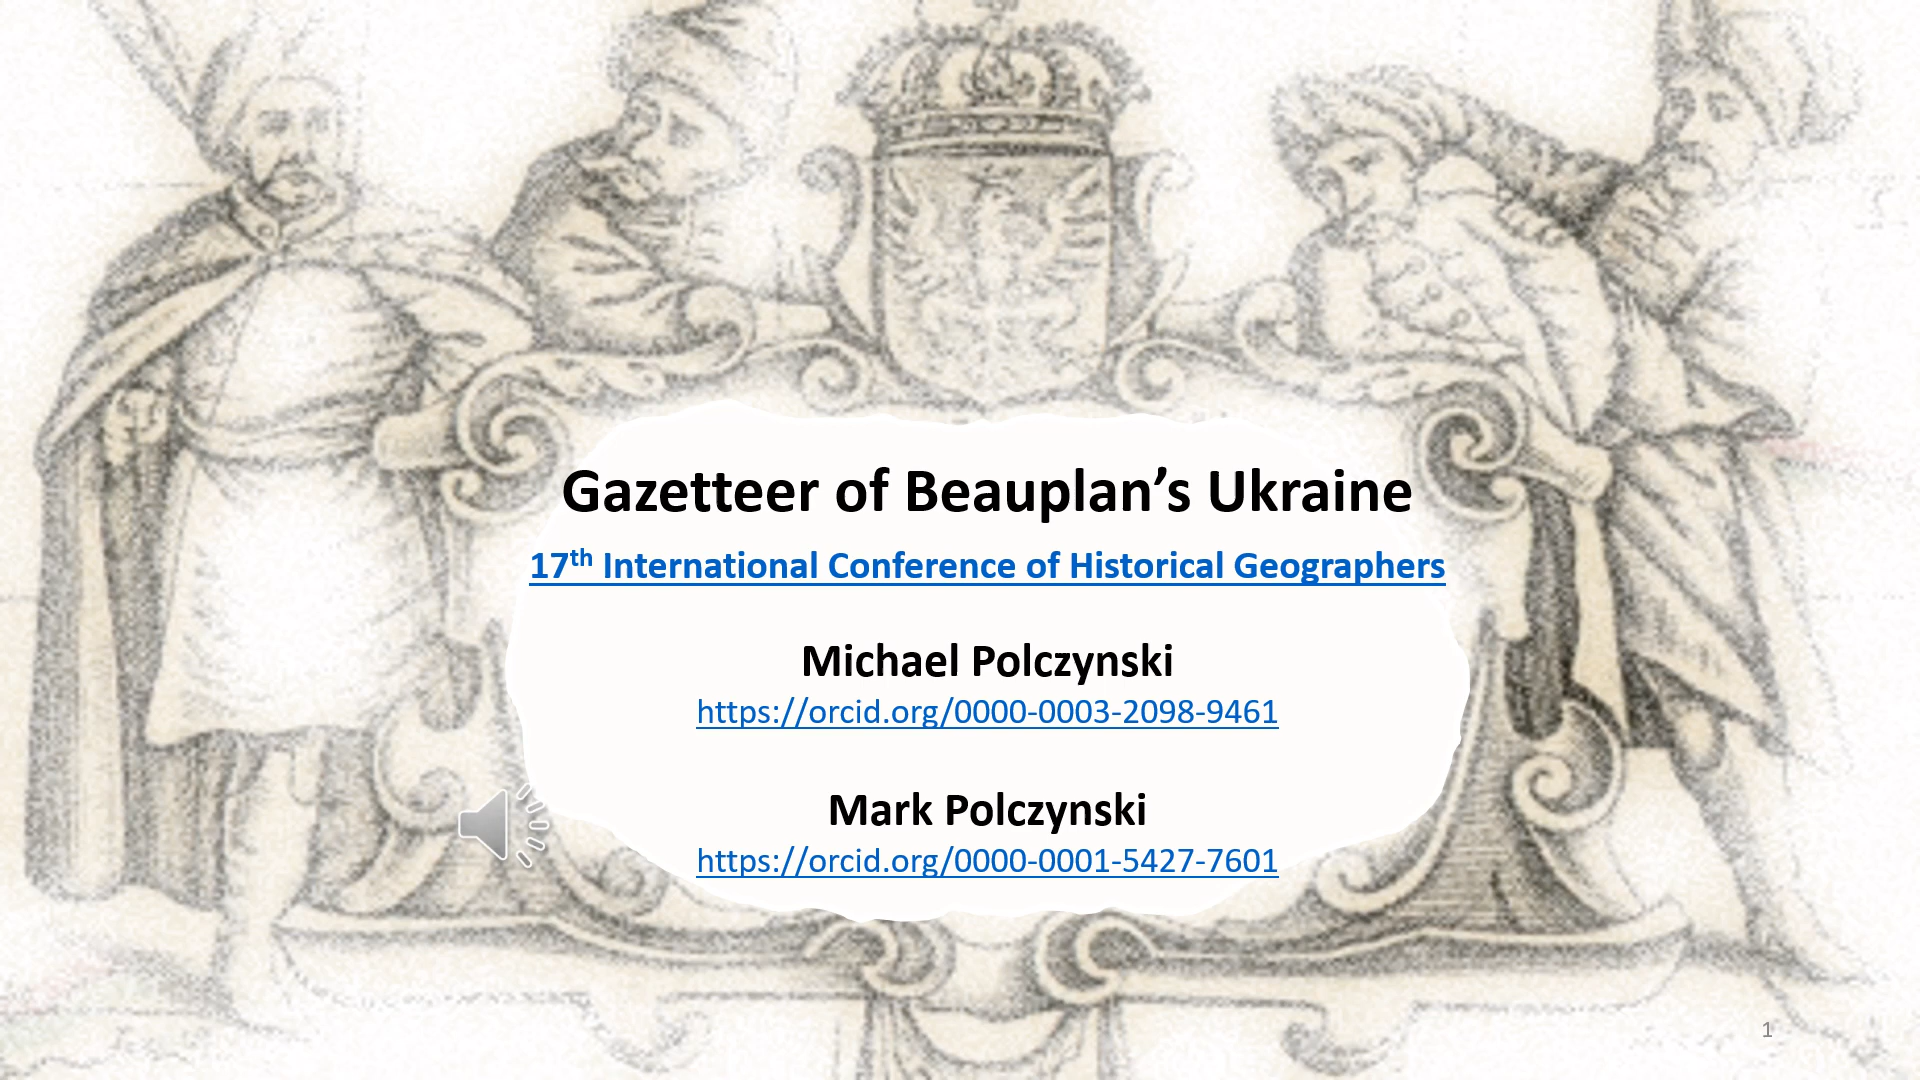 Gazetteer of Beauplan’s Ukraine
17th International Conference of Historical Geographers
Michael Polczynski
https://orcid.org/0000-0003-2098-9461
Mark Polczynski
https://orcid.org/0000-0001-5427-7601
1